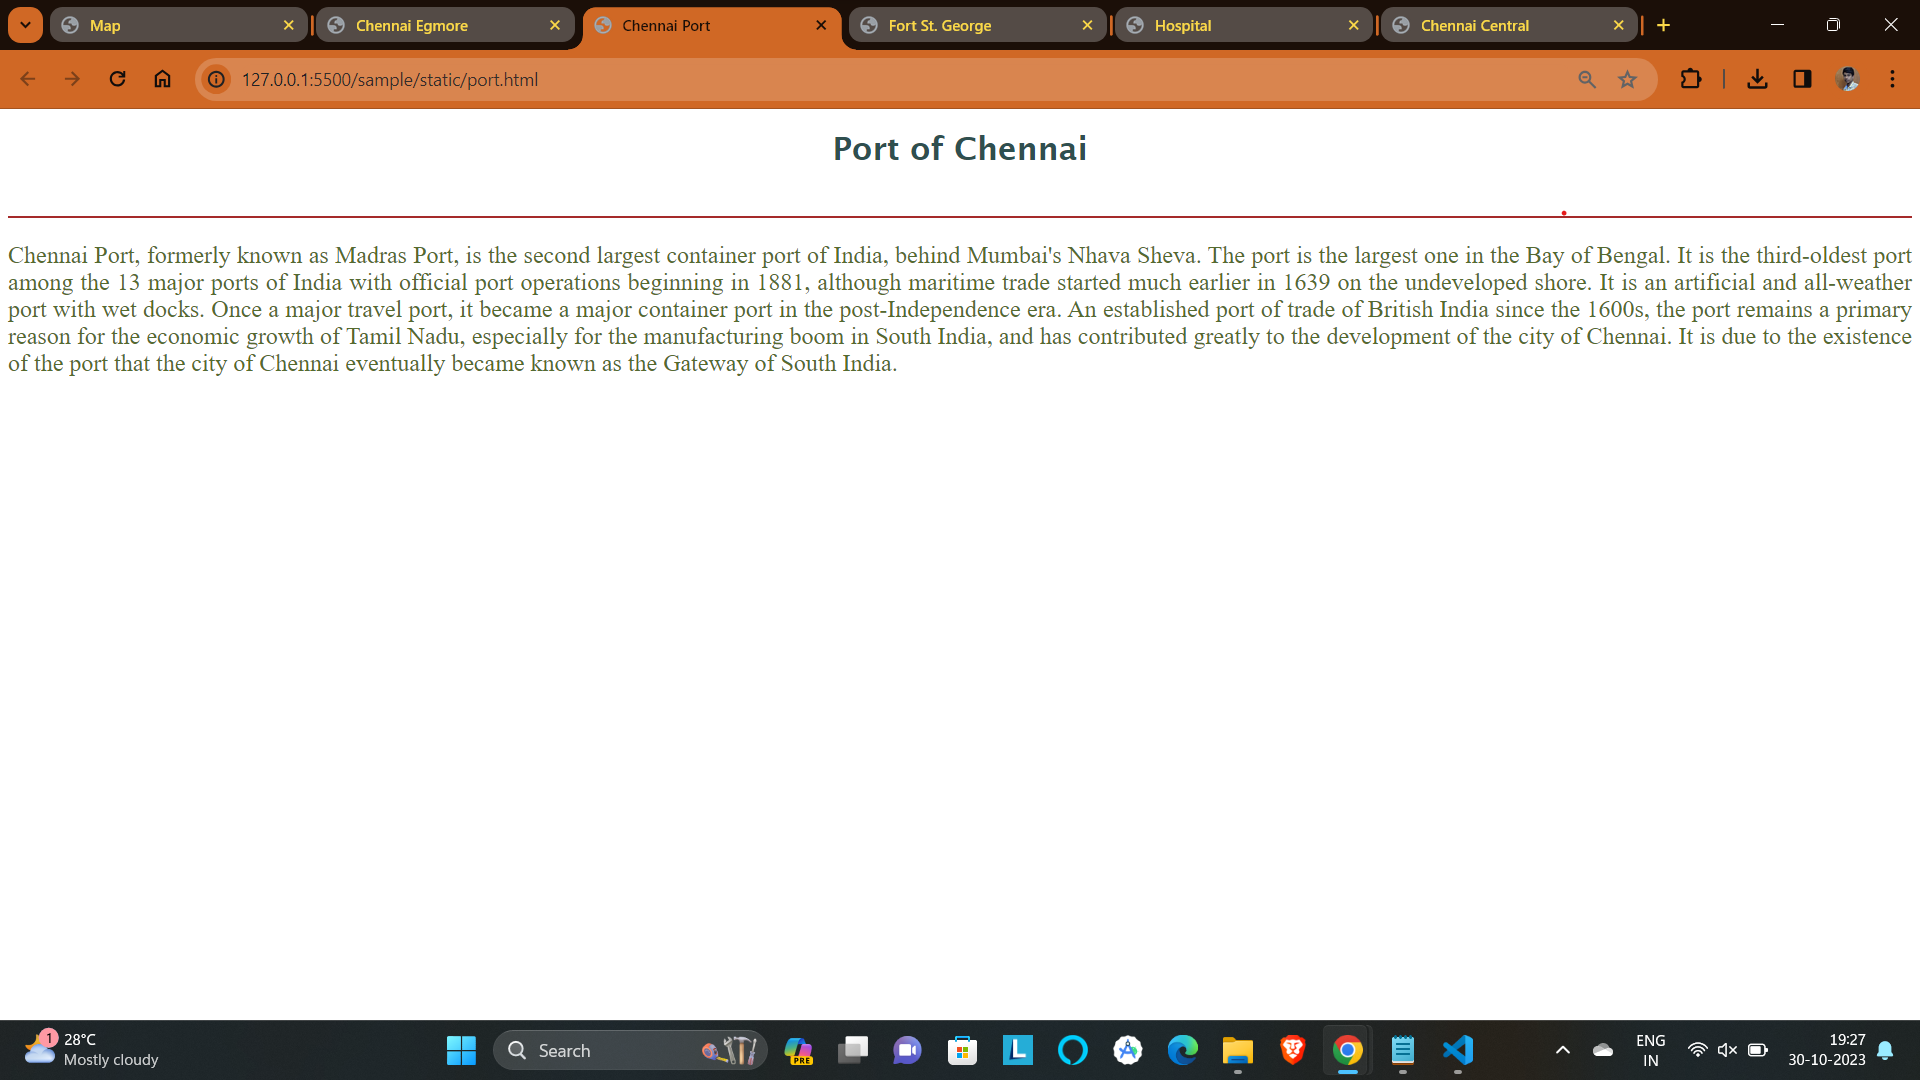 Map
Chennai Egmore
Chennai Port
Fort St. George
Hospital
Chennai Central
127.0.0.1:5500/sample/static/port.html
Port of Chennai
Chennai Port, formerly known as Madras Port, is the second largest container port of India, behind Mumbai's Nhava Sheva. The port is the largest one in the Bay of Bengal. It is the third-oldest port
among the 13 major ports of India with official port operations beginning in 1881, although maritime trade started much earlier in 1639 on the undeveloped shore. It is an artificial and all-weather
port with wet docks. Once a major travel port, it became a major container port in the post-Independence era. An established port of trade of British India since the 1600s, the port remains a primary
reason for the economic growth of Tamil Nadu, especially for the manufacturing boom in South India, and has contributed greatly to the development of the city of Chennai. It is due to the existence
of the port that the city of Chennai eventually became known as the Gateway of South India.
1
28°C
Mostly cloudy
Search
PRE
L
ENG
IN
19:27
30-10-2023